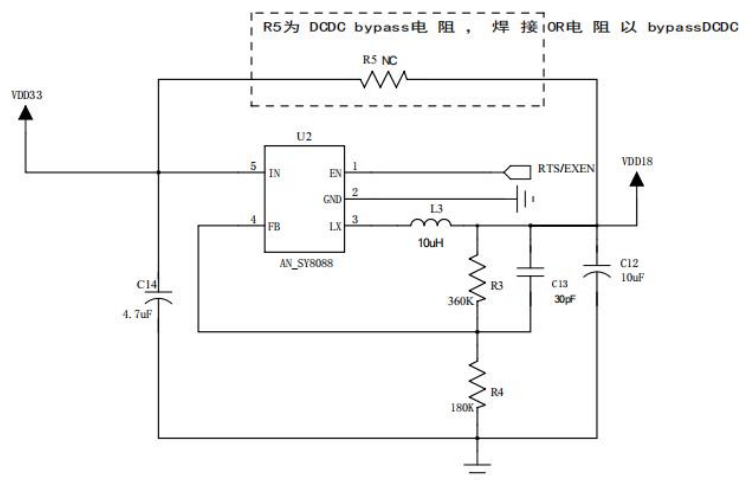 R5为 DCDC bypass电 阻 ， 焊 接 OR电 阻 以 bypassDCDC
R5 NC
VDD33
U2
5 IN EN 1
RTS/EXEN
VDD18
GND 2
4 FB LX 3
L3
10uH
AN_SY8088
C12
10uF
C14
4.7uF
R3
360K
C13
30pF
R4
180K